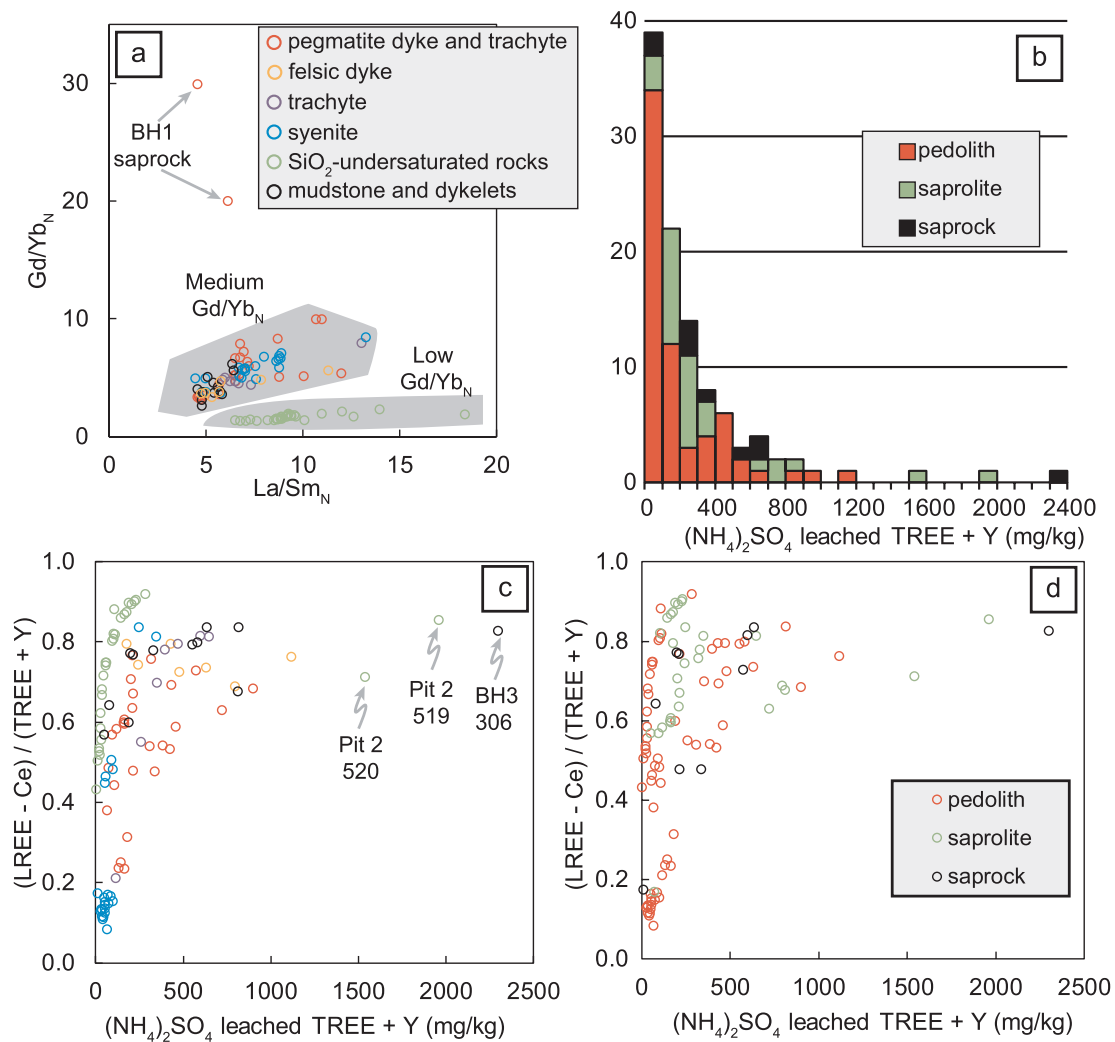 a
pegmatite dyke and trachyte
felsic dyke
trachyte
syenite
SiO2-undersaturated rocks
mudstone and dykelets
BH1
saprock
Medium
Gd/YbN
Low
Gd/YbN
30
20
10
0
Gd/YbN
0
5
10
15
20
La/SmN
b
pedolith
saprolite
saprock
40
30
20
10
0
0
400
800
1200
1600
2000
2400
(NH4)2SO4 leached TREE + Y (mg/kg)
c
Pit 2
519
BH3
306
Pit 2
520
1.0
0.8
0.6
0.4
0.2
0.0
(LREE - Ce) / (TREE + Y)
0
500
1000
1500
2000
2500
(NH4)2SO4 leached TREE + Y (mg/kg)
d
pedolith
saprolite
saprock
1.0
0.8
0.6
0.4
0.2
0.0
(LREE - Ce) / (TREE + Y)
0
500
1000
1500
2000
2500
(NH4)2SO4 leached TREE + Y (mg/kg)